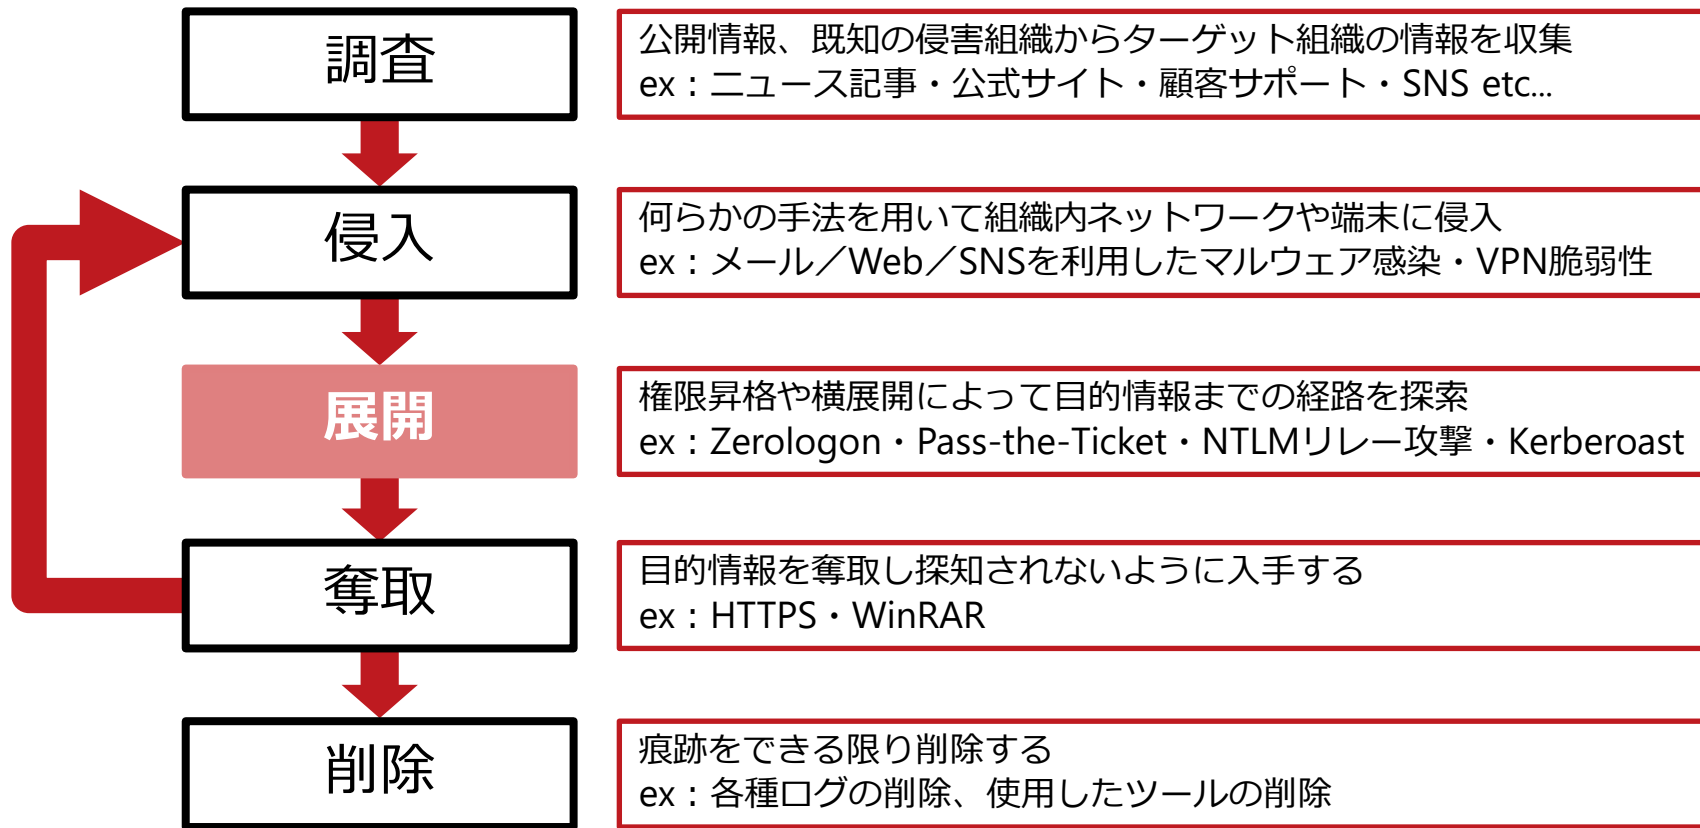 調査
公開情報、既知の侵害組織からターゲット組織の情報を収集
ex：ニュース記事・公式サイト・顧客サポート・SNS etc...
侵入
何らかの手法を用いて組織内ネットワークや端末に侵入
ex：メール／Web／SNSを利用したマルウェア感染・VPN脆弱性
展開
権限昇格や横展開によって目的情報までの経路を探索
ex：Zerologon・Pass-the-Ticket・NTLMリレー攻撃・Kerberoast
奪取
目的情報を奪取し探知されないように入手する
ex：HTTPS・WinRAR
削除
痕跡をできる限り削除する
ex：各種ログの削除、使用したツールの削除